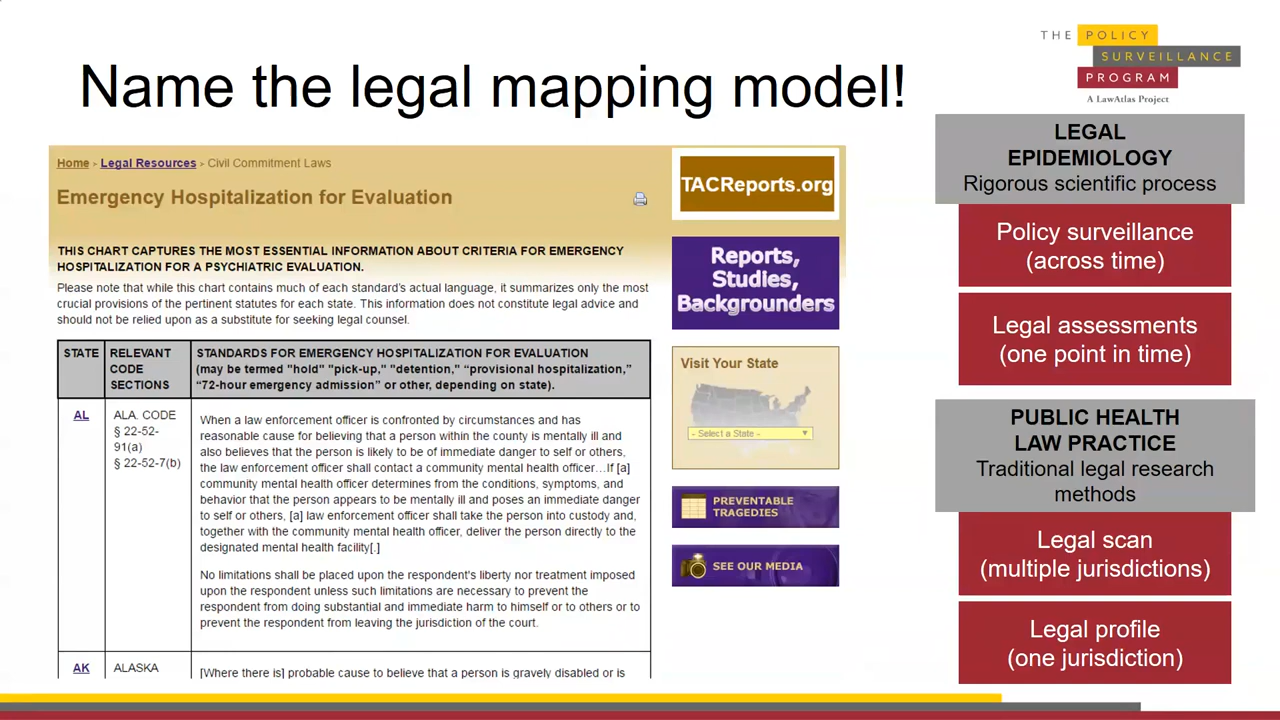 THE POLICY
SURVEILLANCE
PROGRAM
A LawAtlas Project
Name the legal mapping model!
Home > Legal Resources > Civil Commitment Laws
Emergency Hospitalization for Evaluation
THIS CHART CAPTURES THE MOST ESSENTIAL INFORMATION ABOUT CRITERIA FOR EMERGENCY
HOSPITALIZATION FOR A PSYCHIATRIC EVALUATION.
Please note that while this chart contains much of each standard's actual language, it summarizes only the most
crucial provisions of the pertinent statutes for each state. This information does not constitute legal advice and
should not be relied upon as a substitute for seeking legal counsel.
STATE
RELEVANT
CODE
SECTIONS
STANDARDS FOR EMERGENCY HOSPITALIZATION FOR EVALUATION
(may be termed "hold" "pick-up," "detention," "provisional hospitalization,"
"72-hour emergency admission" or other, depending on state).
AL
ALA. CODE
§ 22-52-
91(a)
§ 22-52-7(b)
When a law enforcement officer is confronted by circumstances and has
reasonable cause for believing that a person within the county is mentally ill and
also believes that the person is likely to be of immediate danger to self or others,
the law enforcement officer shall contact a community mental health officer…If [a]
community mental health officer determines from the conditions, symptoms, and
behavior that the person appears to be mentally ill and poses an immediate danger
to self or others, [a] law enforcement officer shall take the person into custody and,
together with the community mental health officer, deliver the person directly to the
designated mental health facility[.]
No limitations shall be placed upon the respondent's liberty nor treatment imposed
upon the respondent unless such limitations are necessary to prevent the
respondent from doing substantial and immediate harm to himself or to others or to
prevent the respondent from leaving the jurisdiction of the court.
AK
ALASKA
[Where there is] probable cause to believe that a person is gravely disabled or is
TACReports.org
Reports,
Studies,
Backgrounders
Visit Your State
- Select a State -
PREVENTABLE
TRAGEDIES
SEE OUR MEDIA
LEGAL
EPIDEMIOLOGY
Rigorous scientific process
Policy surveillance
(across time)
Legal assessments
(one point in time)
PUBLIC HEALTH
LAW PRACTICE
Traditional legal research
methods
Legal scan
(multiple jurisdictions)
Legal profile
(one jurisdiction)